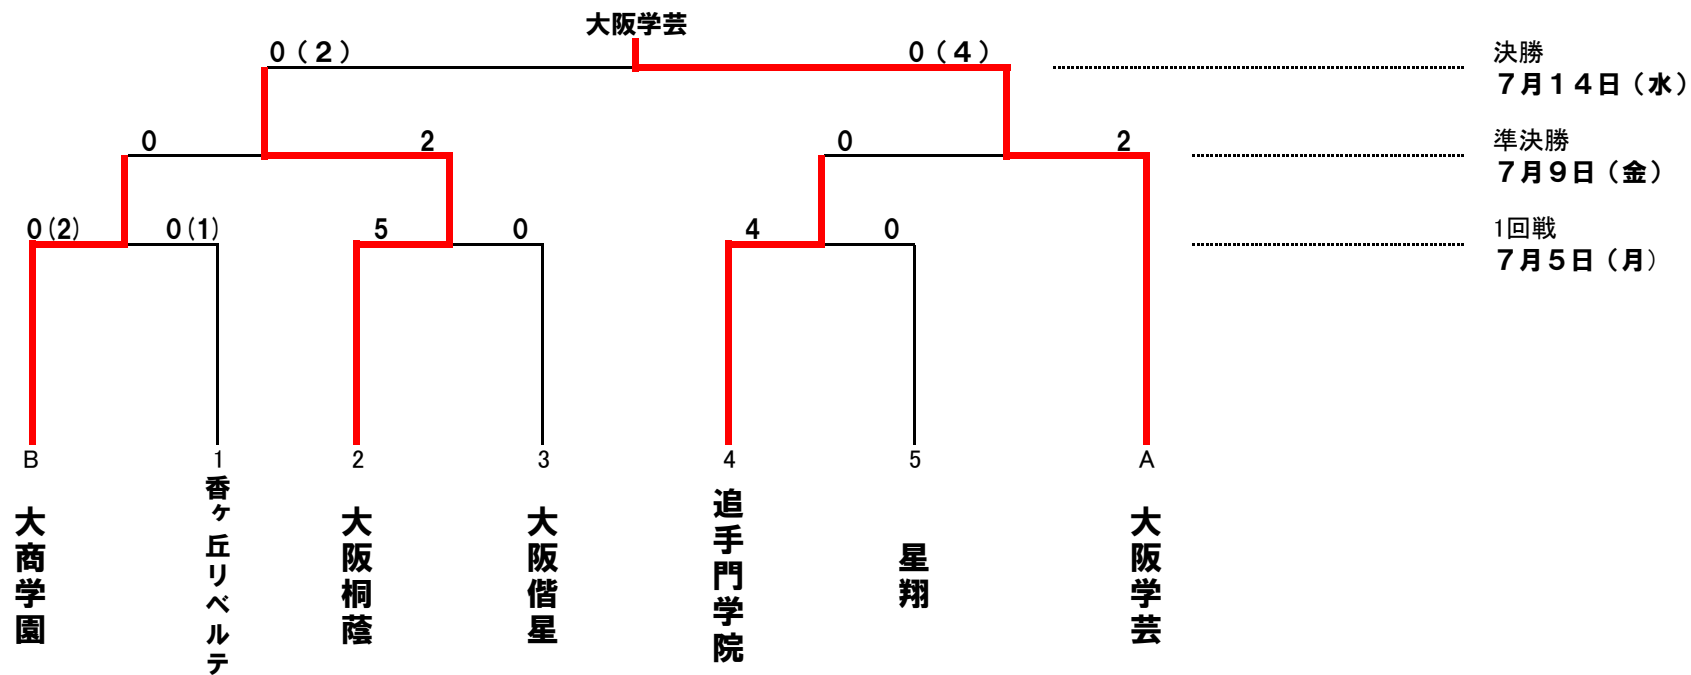 大阪学芸
0（２） 0（４）
決勝
７月１４日（水）
0 2 0 2
準決勝
７月９日（金）
0(2) 0(1) 5 0 4 0
1回戦
７月５日（月）
B 1 2 3 4 5 A
大商学園
香ヶ丘リベルテ
大阪桐蔭
大阪偕星
追手門学院
星翔
大阪学芸